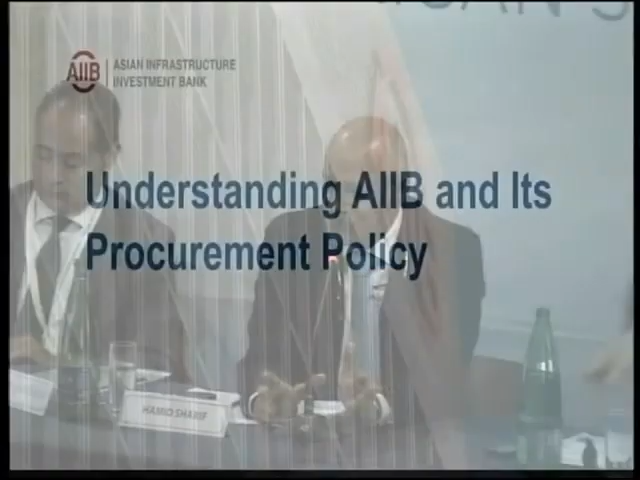 AIIB
ASIAN INFRASTRUCTURE
INVESTMENT BANK
Understanding AIIB and Its
Procurement Policy
HAMID SHARIF